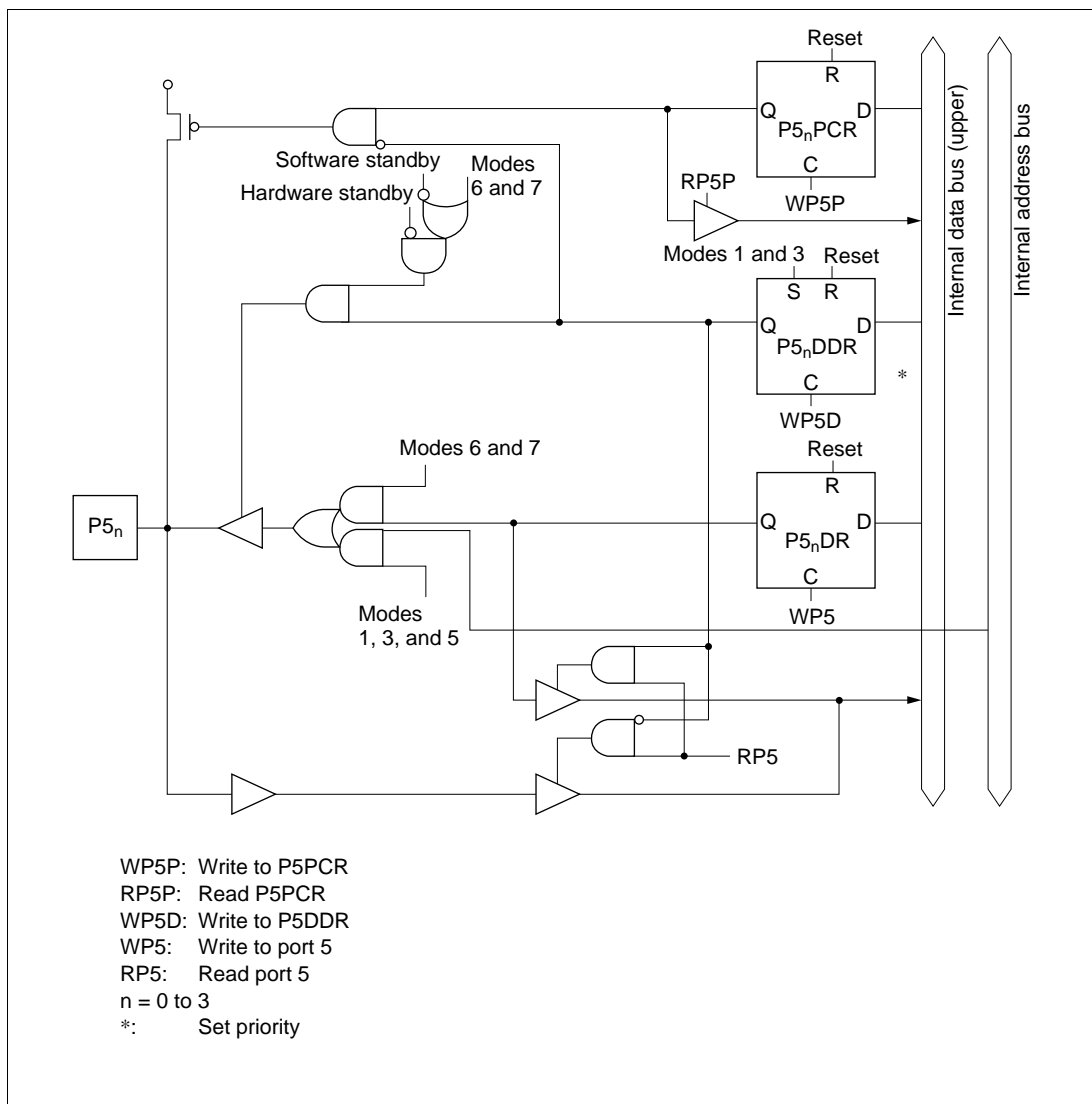 Reset
R
Q
D
P5nPCR
C
WP5P
RP5P
Internal data bus (upper)
Internal address bus
Software standby
Hardware standby
Modes
6 and 7
Modes 1 and 3
Reset
S
R
Q
D
P5nDDR
C
*
WP5D
Reset
R
Modes 6 and 7
P5n
Q
D
P5nDR
C
WP5
Modes
1, 3, and 5
RP5
WP5P: Write to P5PCR
RP5P: Read P5PCR
WP5D: Write to P5DDR
WP5: Write to port 5
RP5: Read port 5
n = 0 to 3
*: Set priority